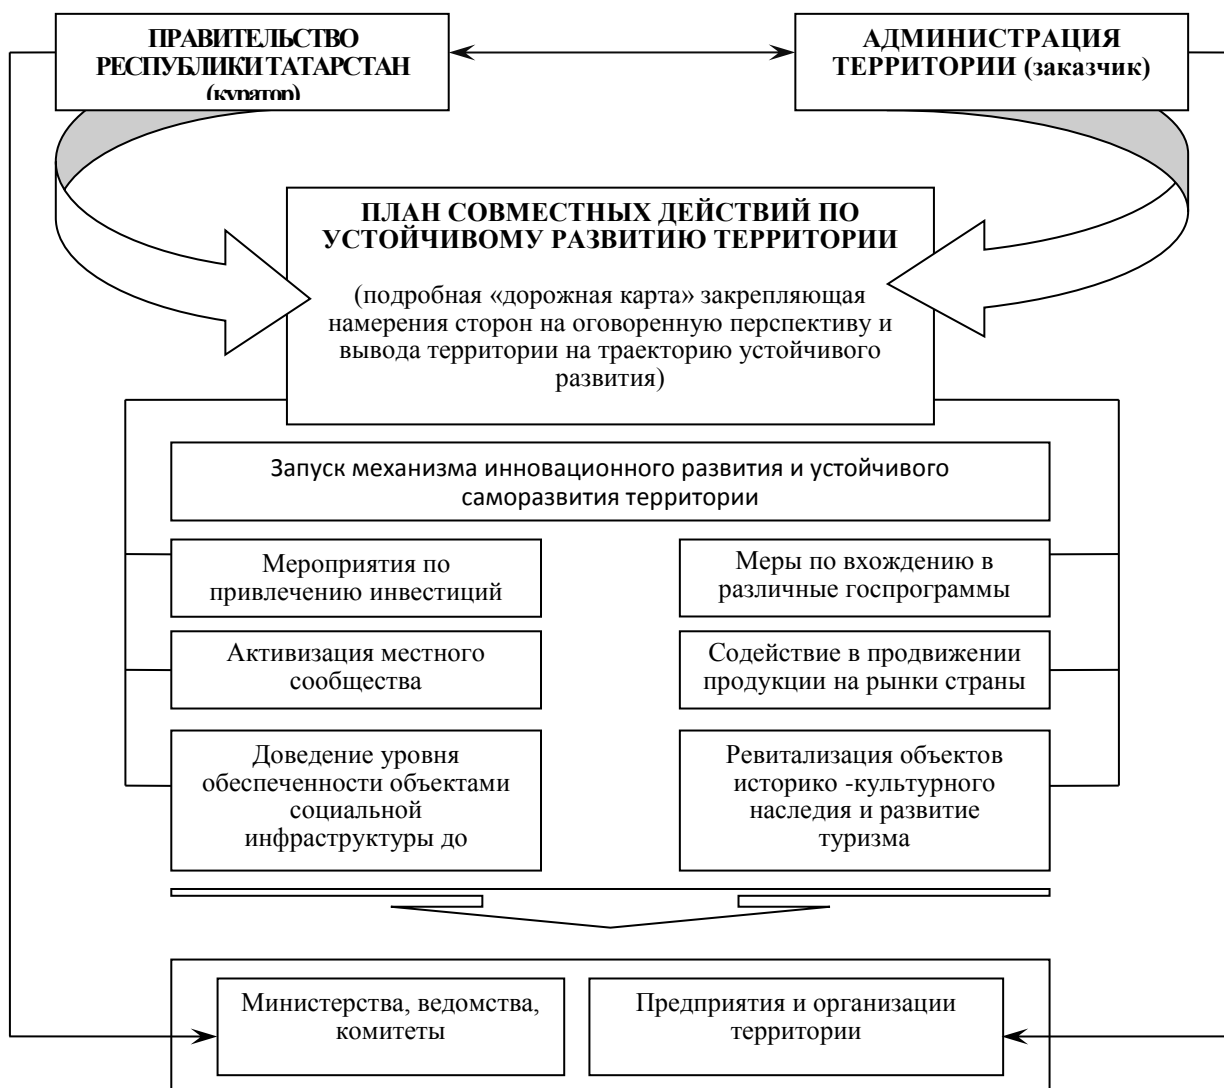 ПРАВИТЕЛЬСТВО
РЕСПУБЛИКИ ТАТАРСТАН
(куратор)
АДМИНИСТРАЦИЯ
ТЕРРИТОРИИ (заказчик)
ПЛАН СОВМЕСТНЫХ ДЕЙСТВИЙ ПО
УСТОЙЧИВОМУ РАЗВИТИЮ ТЕРРИТОРИИ
(подробная «дорожная карта» закрепляющая
намерения сторон на оговоренную перспективу и
вывода территории на траекторию устойчивого
развития)
Запуск механизма инновационного развития и устойчивого
саморазвития территории
Мероприятия по
привлечению инвестиций
Меры по вхождению в
различные госпрограммы
Активизация местного
сообщества
Содействие в продвижении
продукции на рынки страны
Доведение уровня
обеспеченности объектами
социальной
инфраструктуры до
Ревитализация объектов
историко -культурного
наследия и развитие
туризма
Министерства, ведомства,
комитеты
Предприятия и организации
территории